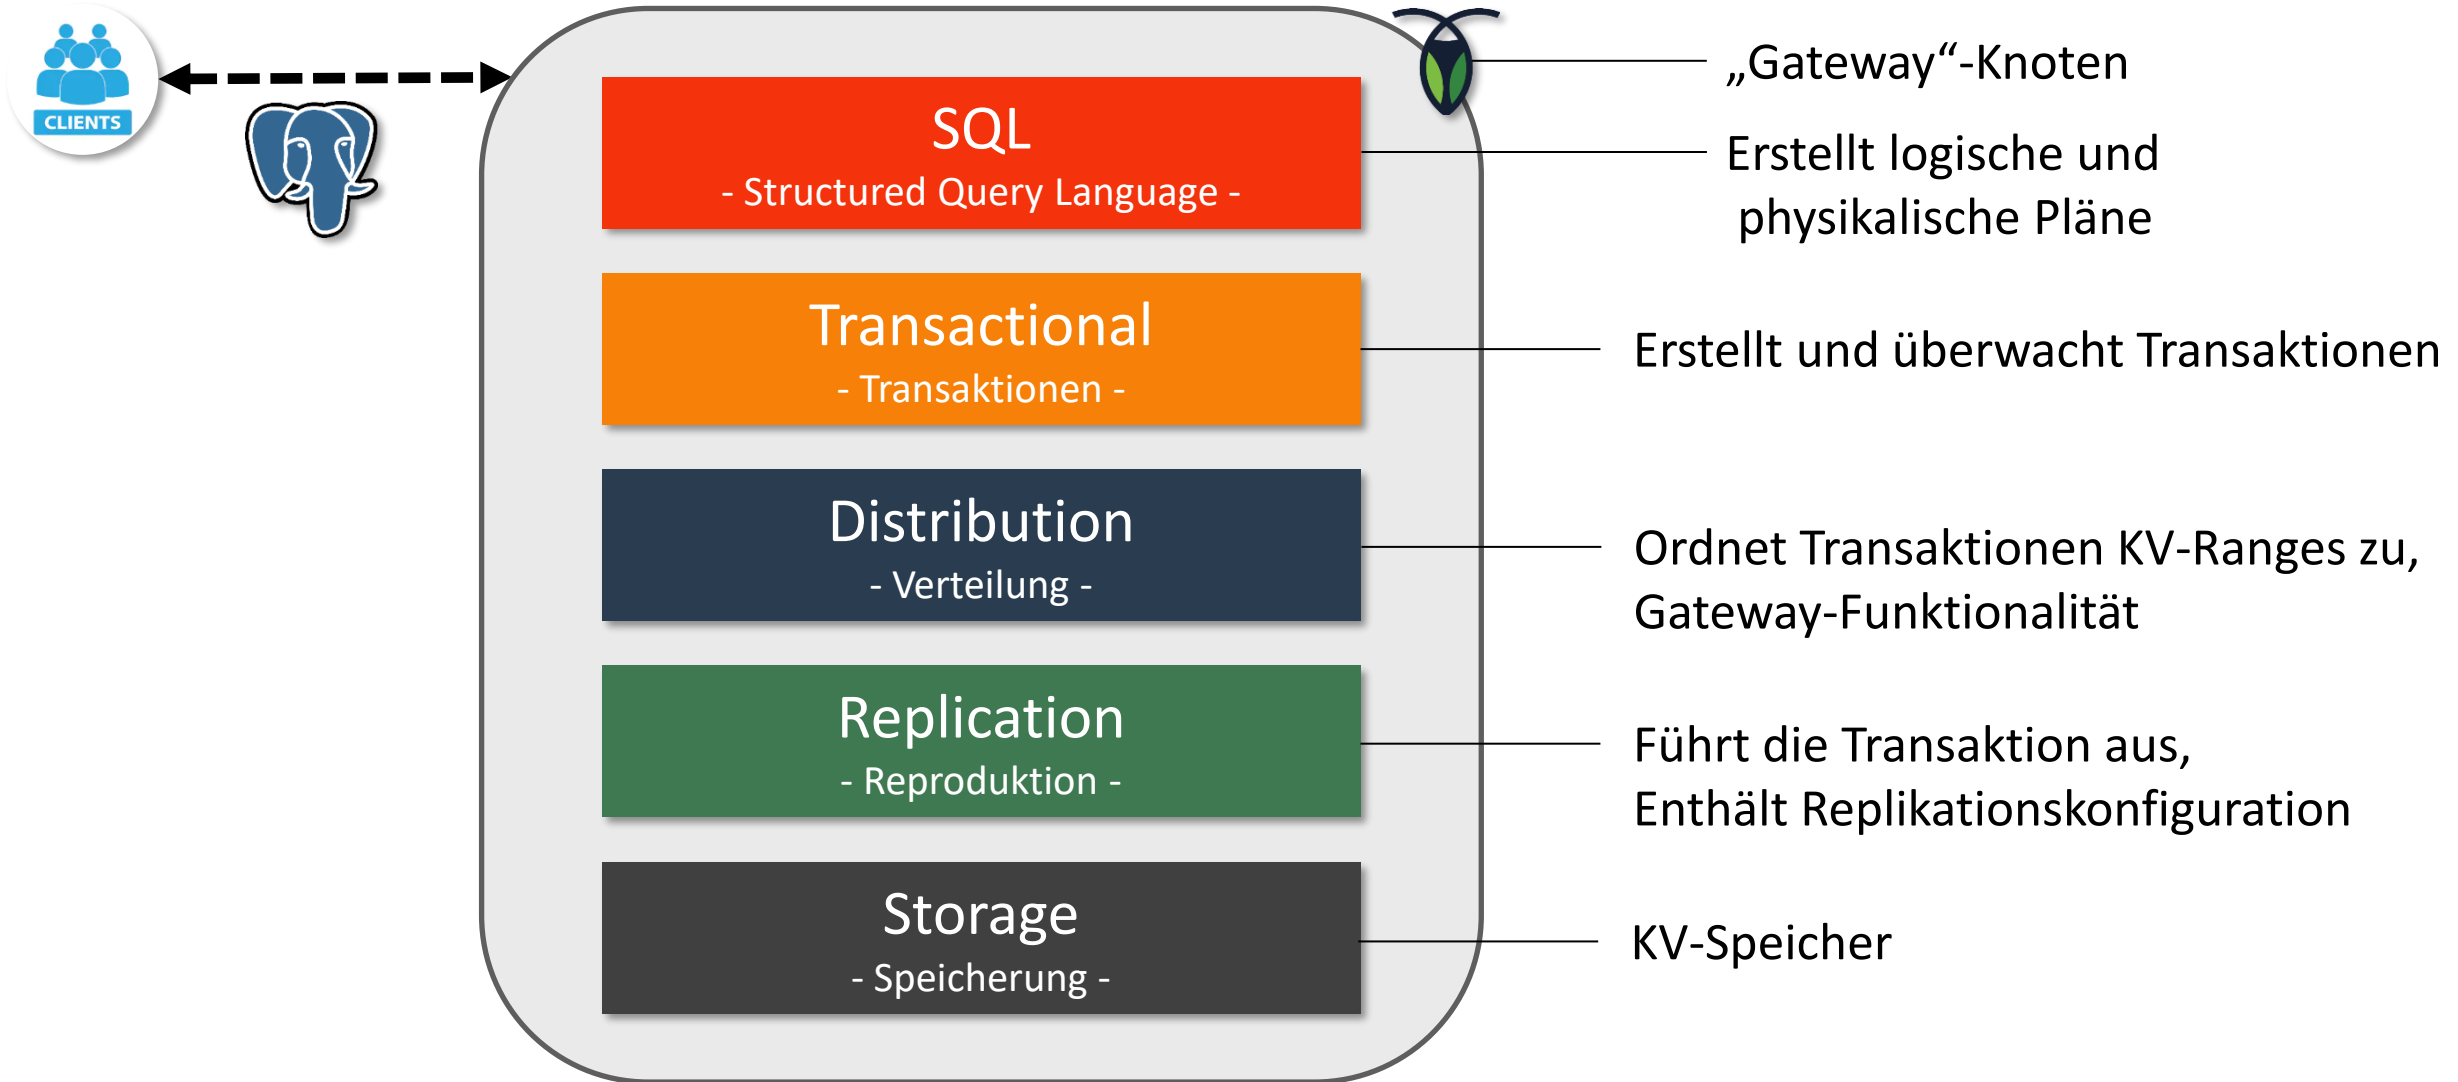 CLIENTS
„Gateway“-Knoten
SQL
- Structured Query Language -
Erstellt logische und
physikalische Pläne
Transactional
- Transaktionen -
Erstellt und überwacht Transaktionen
Distribution
- Verteilung -
Ordnet Transaktionen KV-Ranges zu,
Gateway-Funktionalität
Replication
- Reproduktion -
Führt die Transaktion aus,
Enthält Replikationskonfiguration
Storage
- Speicherung -
KV-Speicher